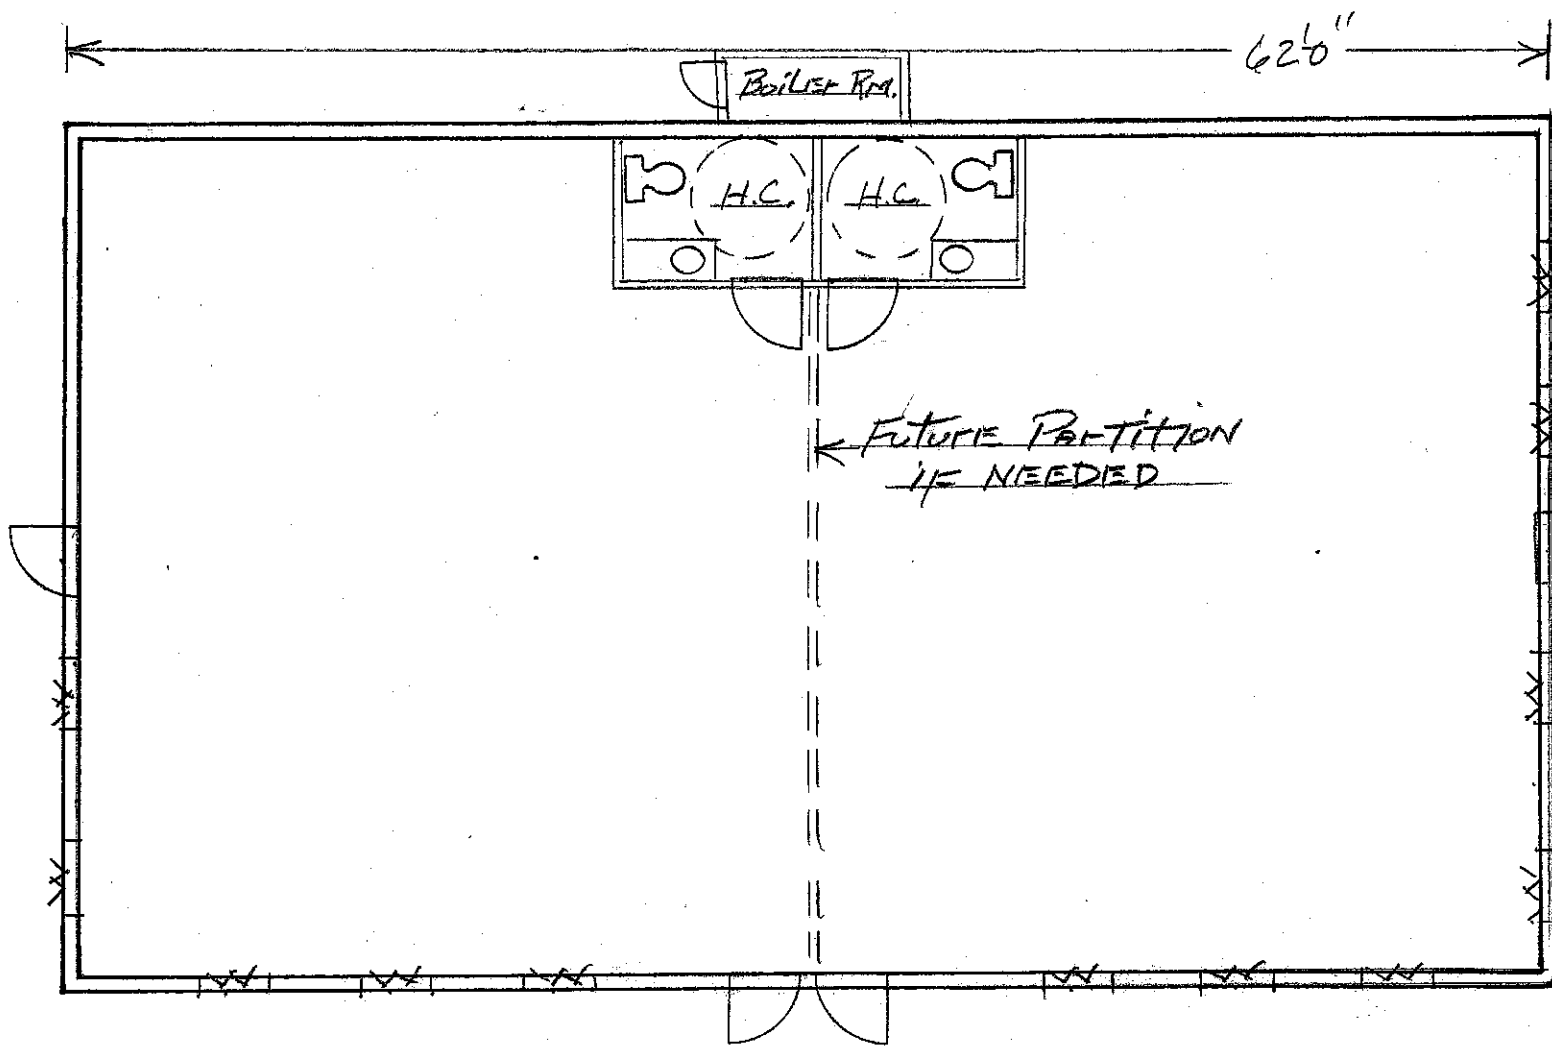 62'0"
Boiler Rm.
H.C.
H.C.
Future Partition
if NEEDED